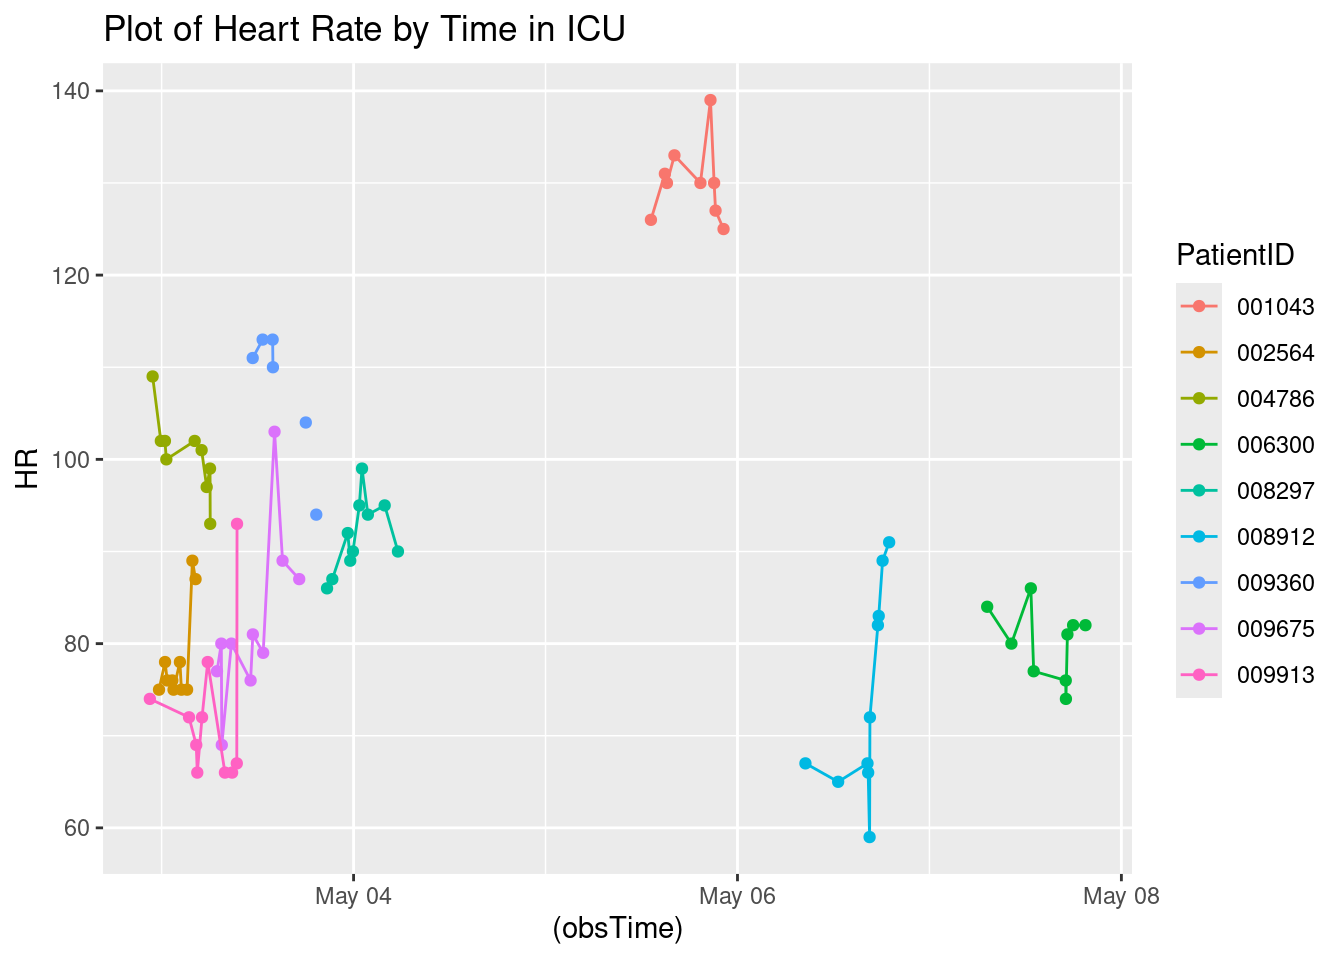 Plot of Heart Rate by Time in ICU
140
120
100
80
60
HR
May 04
May 06
May 08
(obsTime)
PatientID
001043
002564
004786
006300
008297
008912
009360
009675
009913